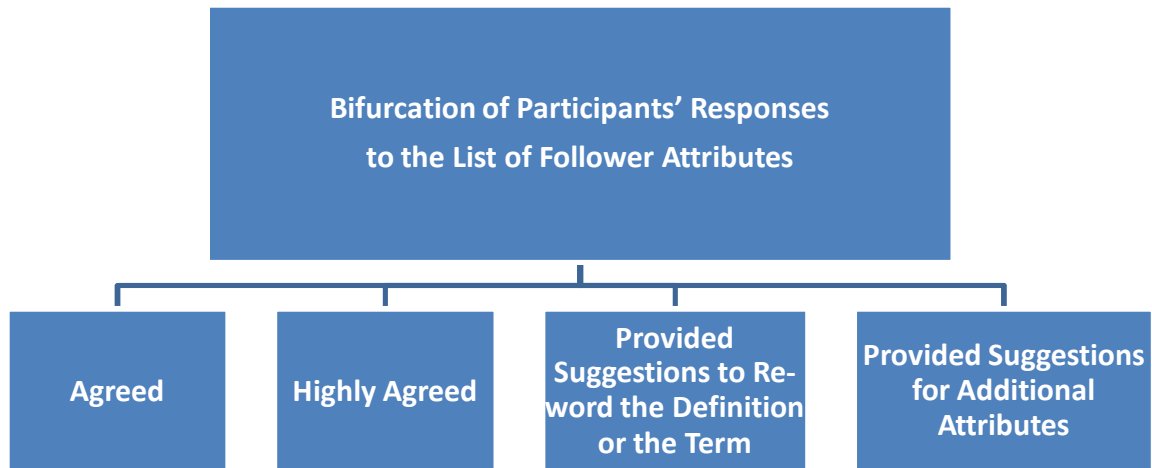 Bifurcation of Participants’ Responses
to the List of Follower Attributes
Agreed
Highly Agreed
Provided
Suggestions to Re-
word the Definition
or the Term
Provided Suggestions
for Additional
Attributes